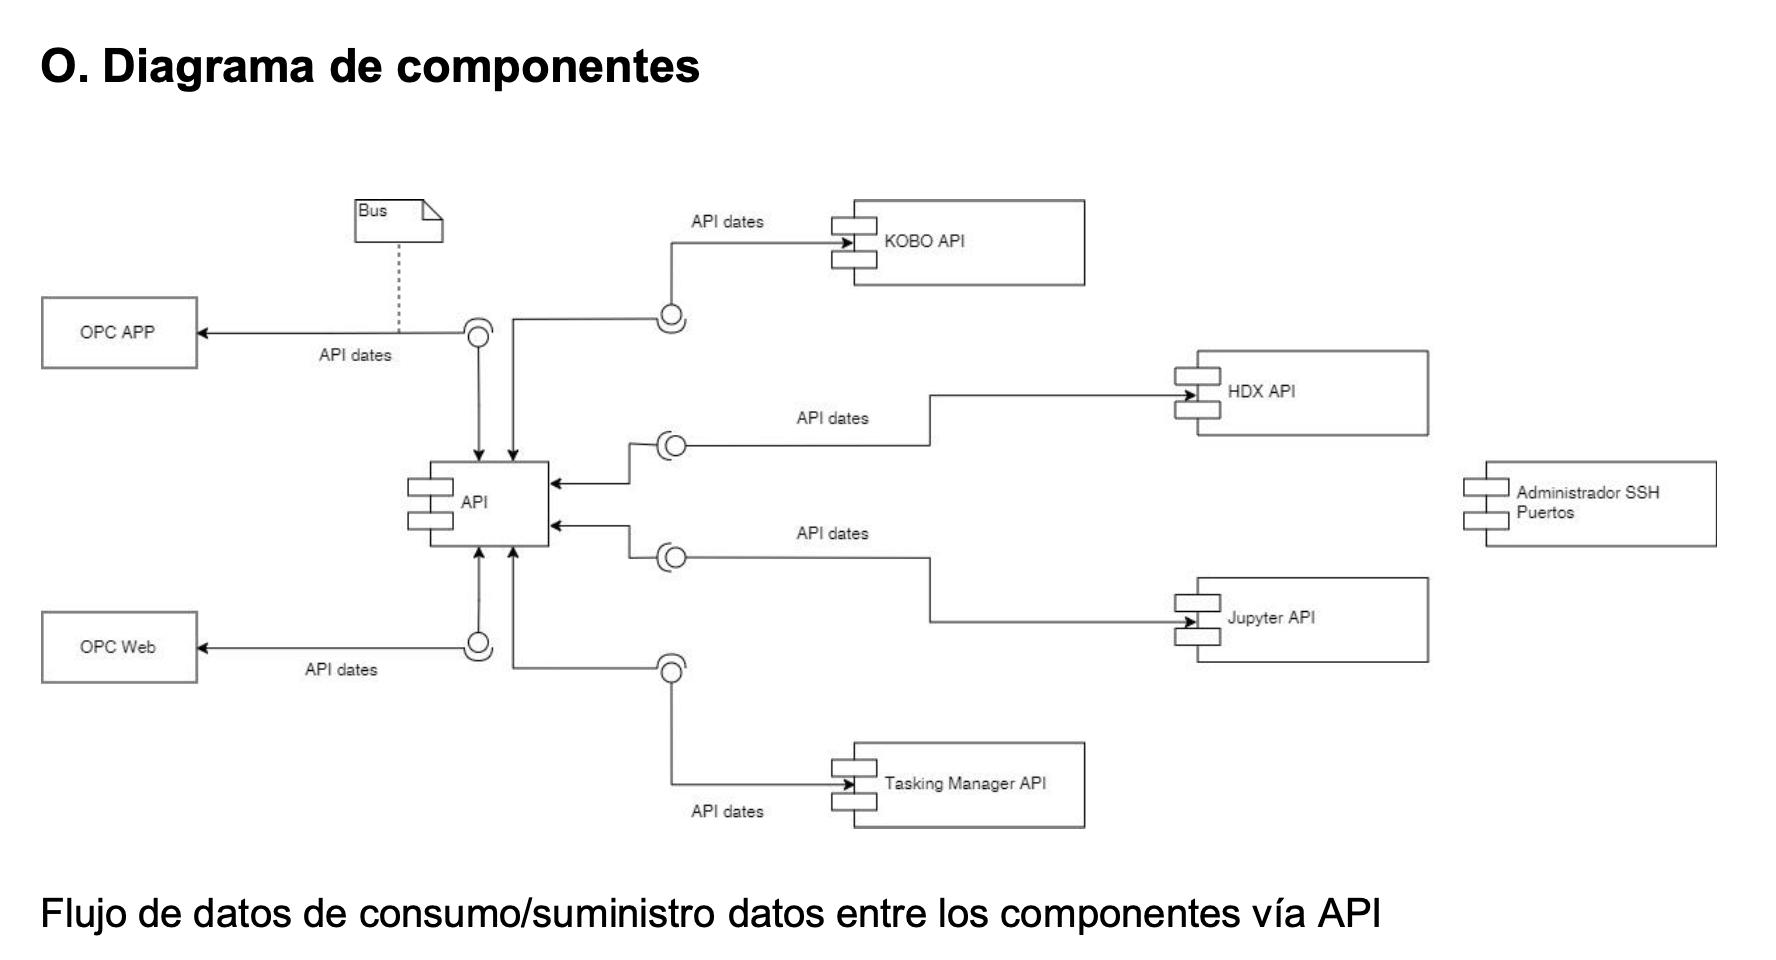 O. Diagrama de componentes
Bus
API dates
KOBO API
OPC APP
API dates
API dates
HDX API
API
Administrador SSH
Puertos
API dates
Jupyter API
OPC Web
API dates
Tasking Manager API
API dates
Flujo de datos de consumo/suministro datos entre los componentes vía API